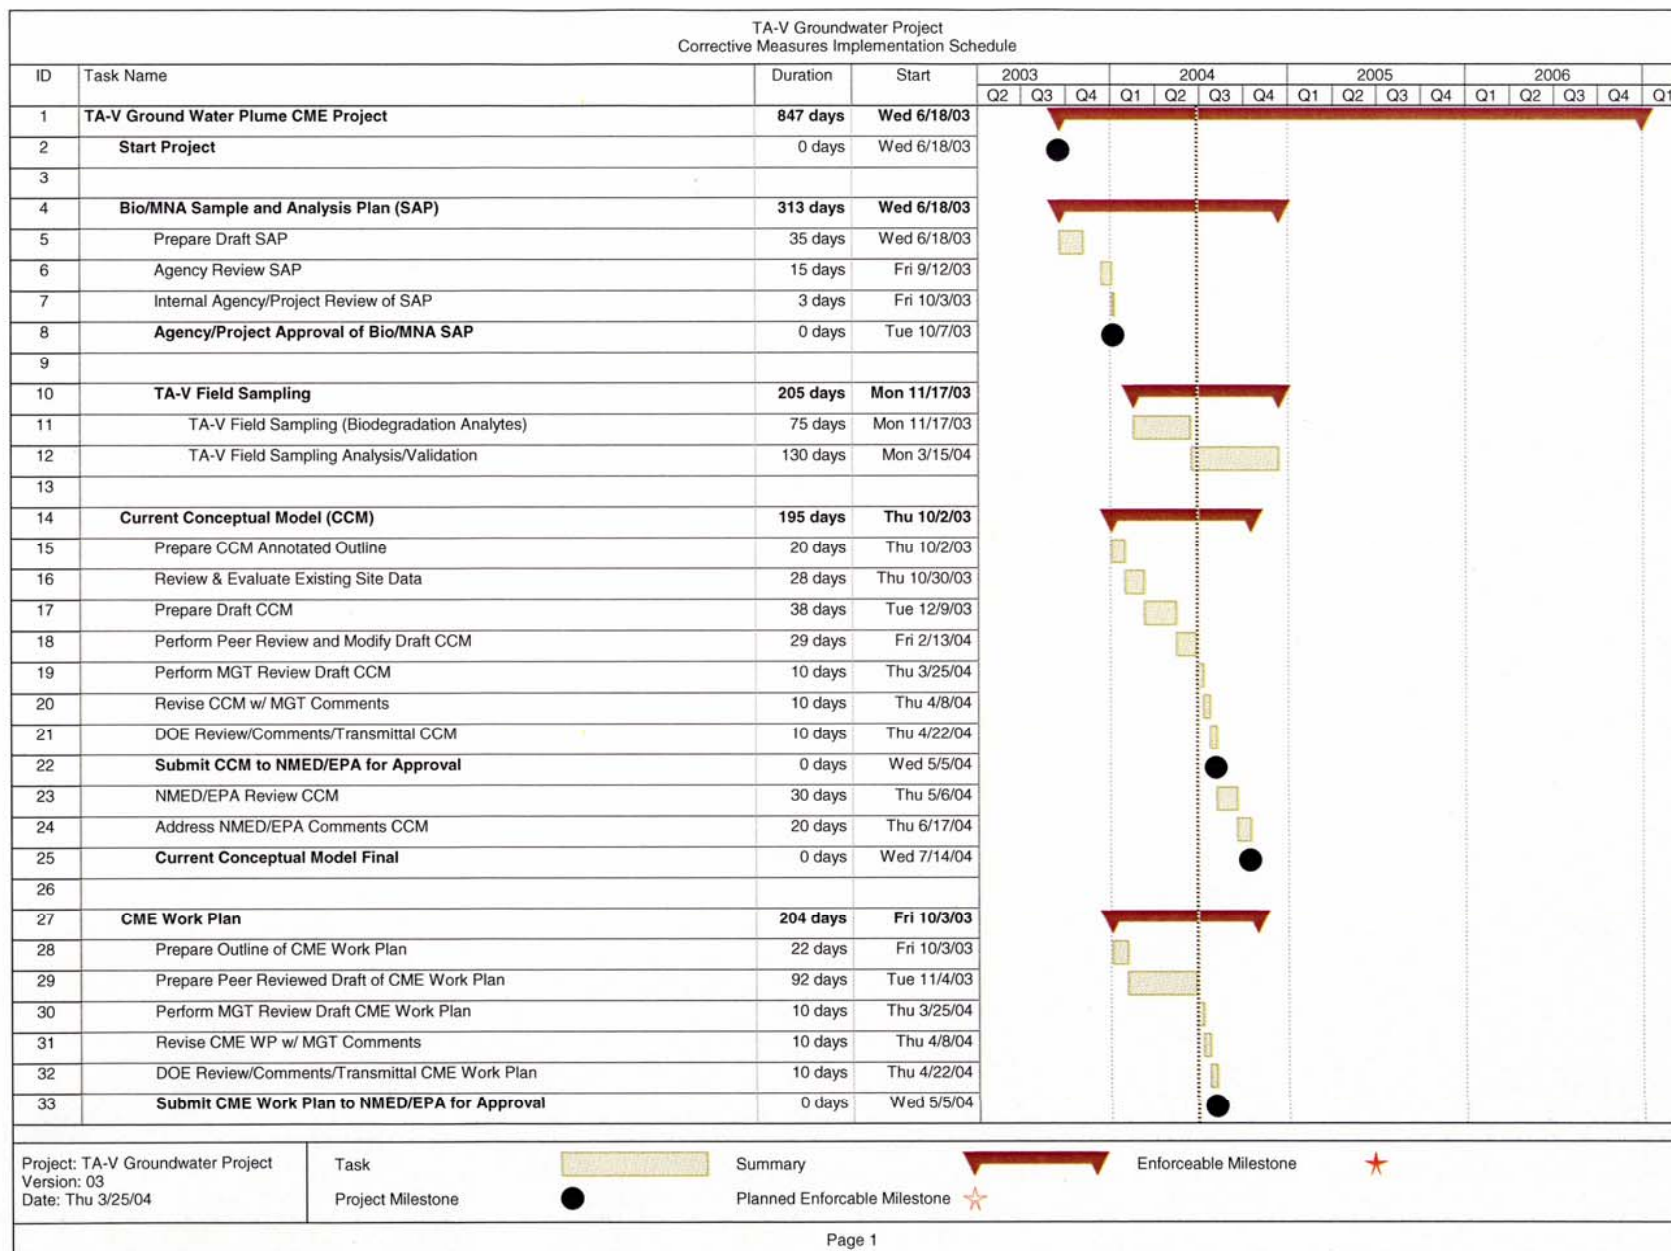 TA-V Groundwater Project
Corrective Measures Implementation Schedule
ID Task Name Duration Start 2003 2004 2005 2006
Q2 Q3 Q4 Q1 Q2 Q3 Q4 Q1 Q2 Q3 Q4 Q1 Q2 Q3 Q4 Q1
1 TA-V Ground Water Plume CME Project 847 days Wed 6/18/03
2 Start Project 0 days Wed 6/18/03
3
4 Bio/MNA Sample and Analysis Plan (SAP) 313 days Wed 6/18/03
5 Prepare Draft SAP 35 days Wed 6/18/03
6 Agency Review SAP 15 days Fri 9/12/03
7 Internal Agency/Project Review of SAP 3 days Fri 10/3/03
8 Agency/Project Approval of Bio/MNA SAP 0 days Tue 10/7/03
9
10 TA-V Field Sampling 205 days Mon 11/17/03
11 TA-V Field Sampling (Biodegradation Analytes) 75 days Mon 11/17/03
12 TA-V Field Sampling Analysis/Validation 130 days Mon 3/15/04
13
14 Current Conceptual Model (CCM) 195 days Thu 10/2/03
15 Prepare CCM Annotated Outline 20 days Thu 10/2/03
16 Review & Evaluate Existing Site Data 28 days Thu 10/30/03
17 Prepare Draft CCM 38 days Tue 12/9/03
18 Perform Peer Review and Modify Draft CCM 29 days Fri 2/13/04
19 Perform MGT Review Draft CCM 10 days Thu 3/25/04
20 Revise CCM w/ MGT Comments 10 days Thu 4/8/04
21 DOE Review/Comments/Transmittal CCM 10 days Thu 4/22/04
22 Submit CCM to NMED/EPA for Approval 0 days Wed 5/5/04
23 NMED/EPA Review CCM 30 days Thu 5/6/04
24 Address NMED/EPA Comments CCM 20 days Thu 6/17/04
25 Current Conceptual Model Final 0 days Wed 7/14/04
26
27 CME Work Plan 204 days Fri 10/3/03
28 Prepare Outline of CME Work Plan 22 days Fri 10/3/03
29 Prepare Peer Reviewed Draft of CME Work Plan 92 days Tue 11/4/03
30 Perform MGT Review Draft CME Work Plan 10 days Thu 3/25/04
31 Revise CME WP w/ MGT Comments 10 days Thu 4/8/04
32 DOE Review/Comments/Transmittal CME Work Plan 10 days Thu 4/22/04
33 Submit CME Work Plan to NMED/EPA for Approval 0 days Wed 5/5/04
Project: TA-V Groundwater Project
Version: 03
Date: Thu 3/25/04
Task Summary Enforceable Milestone
Project Milestone Planned Enforcable Milestone
Page 1